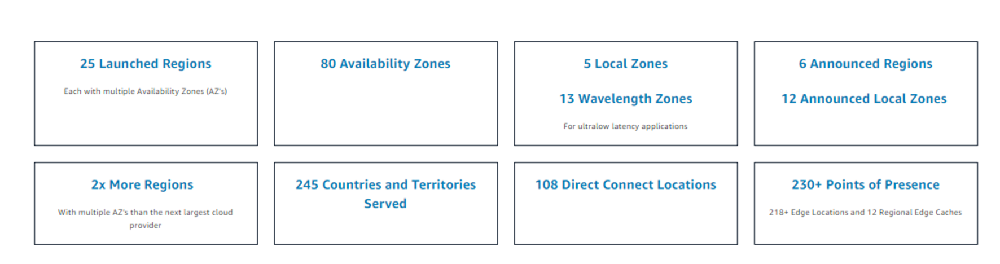 25 Launched Regions
Each with multiple Availability Zones (AZ's)
80 Availability Zones
5 Local Zones
13 Wavelength Zones
For ultralow latency applications
6 Announced Regions
12 Announced Local Zones
2x More Regions
With multiple AZ's than the next largest cloud
provider
245 Countries and Territories
Served
108 Direct Connect Locations
230+ Points of Presence
218+ Edge Locations and 12 Regional Edge Caches